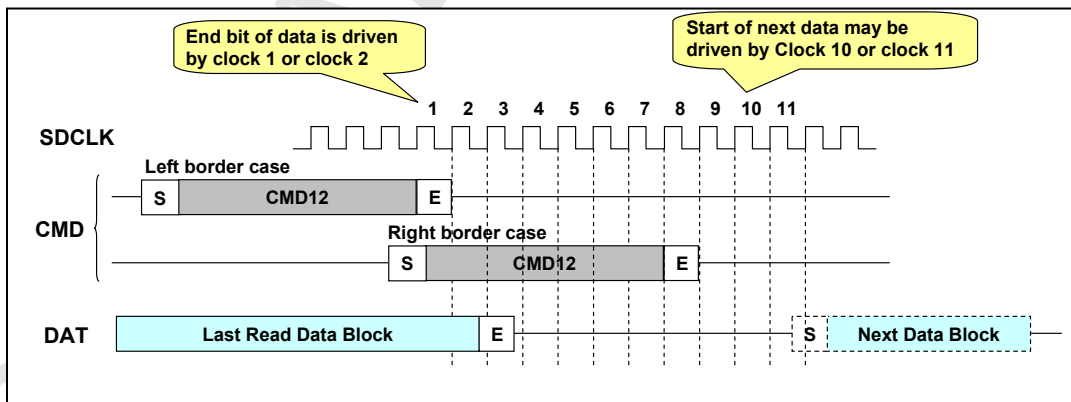 End bit of data is driven
by clock 1 or clock 2
Start of next data may be
driven by Clock 10 or clock 11
1 2 3 4 5 6 7 8 9 10 11
SDCLK
Left border case
S CMD12 E
CMD
Right border case
S CMD12 E
DAT
Last Read Data Block E S Next Data Block